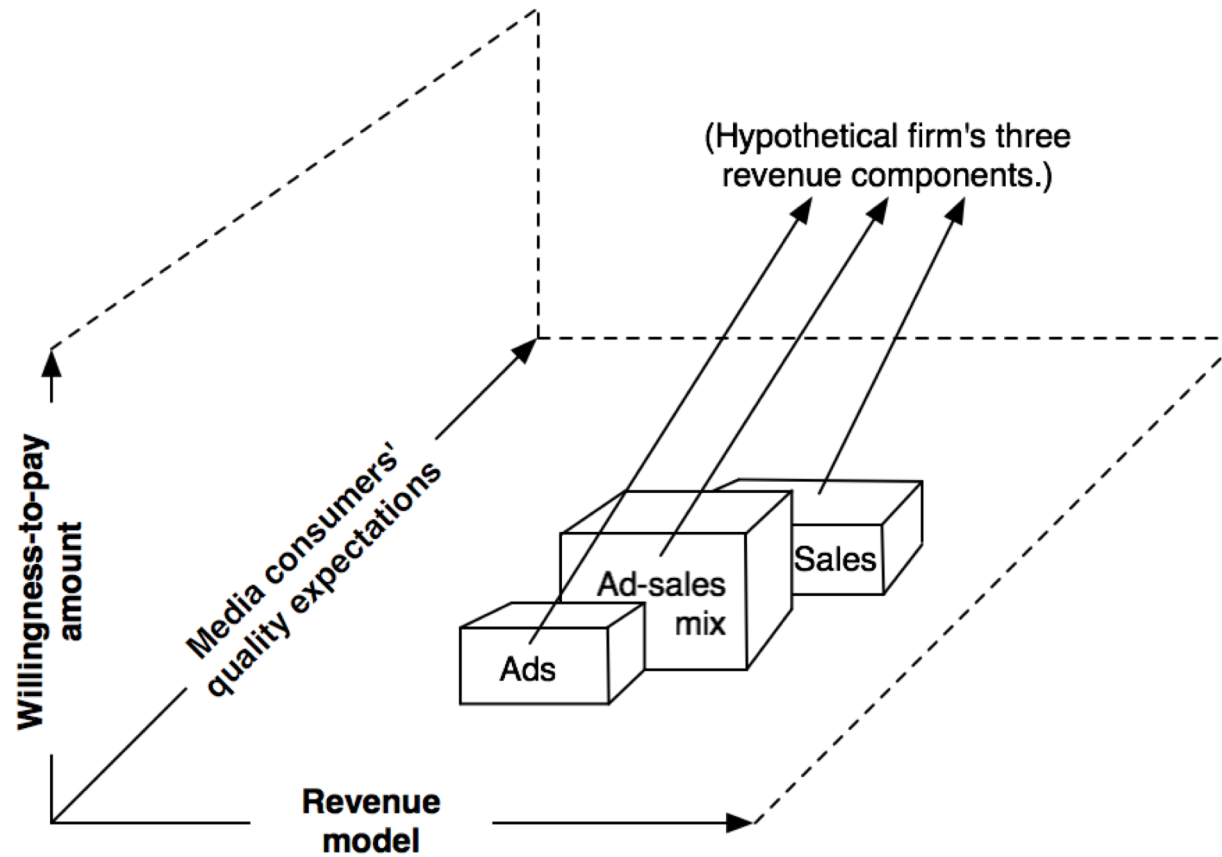 (Hypothetical firm's three
revenue components.)
Willingness-to-pay
amount
Media consumers'
quality expectations
Sales
Ad-sales
mix
Ads
Revenue
model